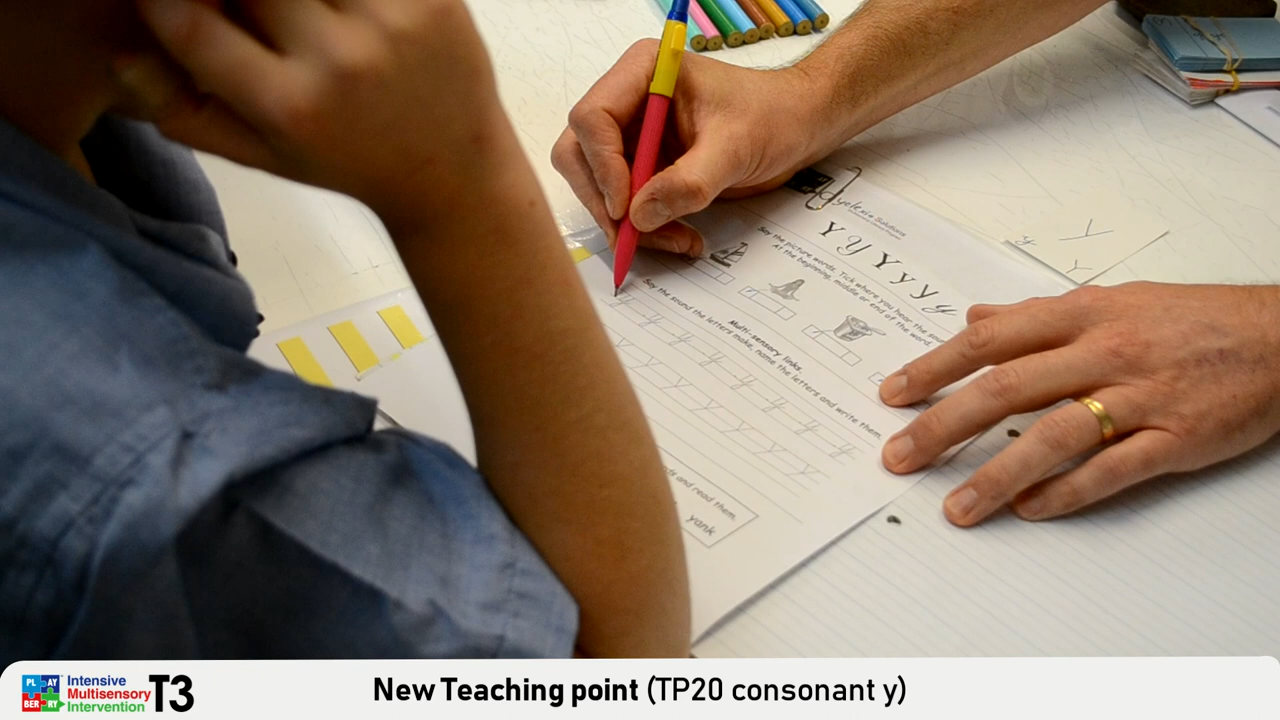 dyslexia Solutions
Y Y Y y y y
Say the picture words. Tick where you hear the sound
At the beginning, middle or end of the word.
Multi-sensory links.
Say the sound the letters make, name the letters and write them.
y y y y y y
y y y y y y
and read them.
yank
y Y
Y
PL AY
BER RY
Intensive
Multisensory
Intervention
T3
New Teaching point (TP20 consonant y)